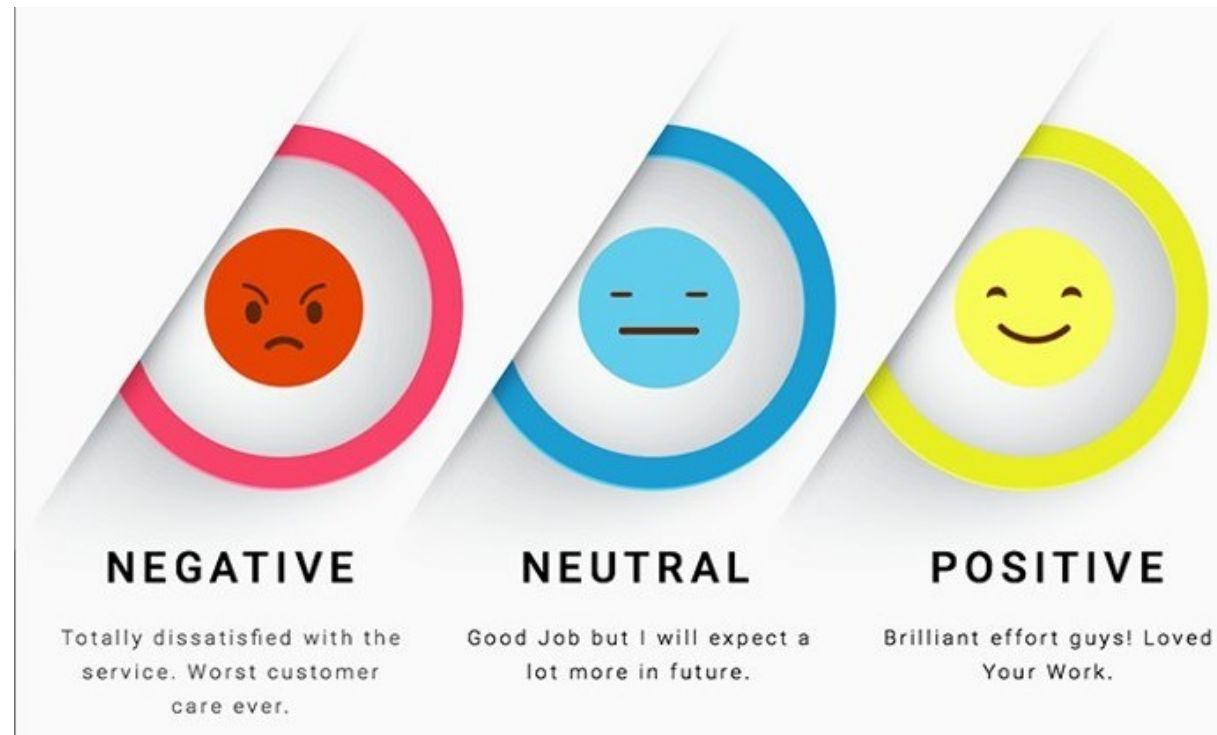 NEGATIVE
Totally dissatisfied with the
service. Worst customer
care ever.
NEUTRAL
Good Job but I will expect a
lot more in future.
POSITIVE
Brilliant effort guys! Loved
Your Work.